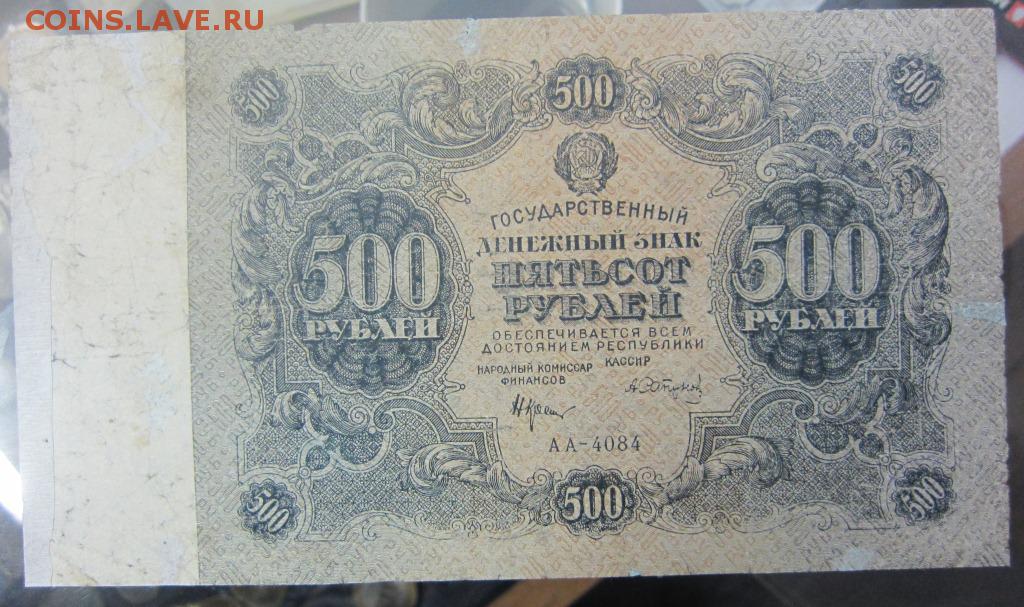 COINS.LAVE.RU
500 500 500
ГОСУДАРСТВЕННЫЙ
ДЕНЕЖНЫЙ ЗНАК
ПЯТЬСОТ
РУБЛЕЙ
500
РУБЛЕЙ
500
РУБЛЕЙ
ОБЕСПЕЧИВАЕТСЯ ВСЕМ
ДОСТОЯНИЕМ РЕСПУБЛИКИ
НАРОДНЫЙ КОМИССАР
ФИНАНСОВ
КАССИР
АА-4084
500 500 500